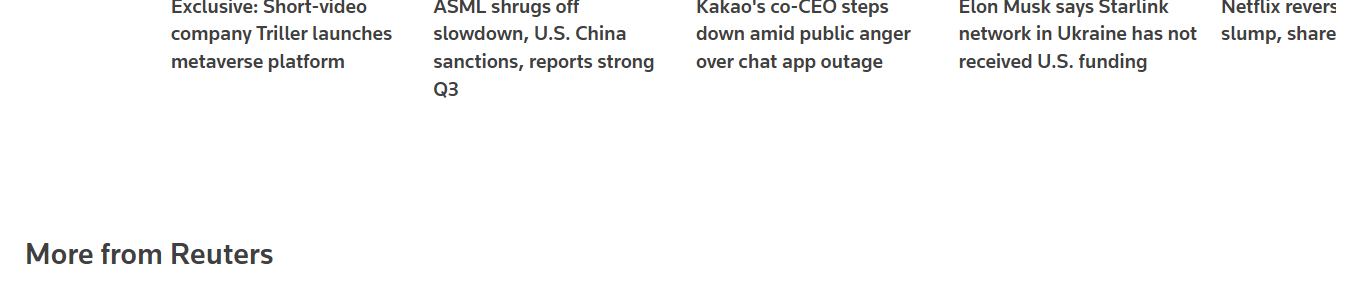 Exclusive: Short-video
company Triller launches
metaverse platform
ASML shrugs off
slowdown, U.S. China
sanctions, reports strong
Q3
Kakao's co-CEO steps
down amid public anger
over chat app outage
Elon Musk says Starlink
network in Ukraine has not
received U.S. funding
Netflix revers
slump, share
More from Reuters